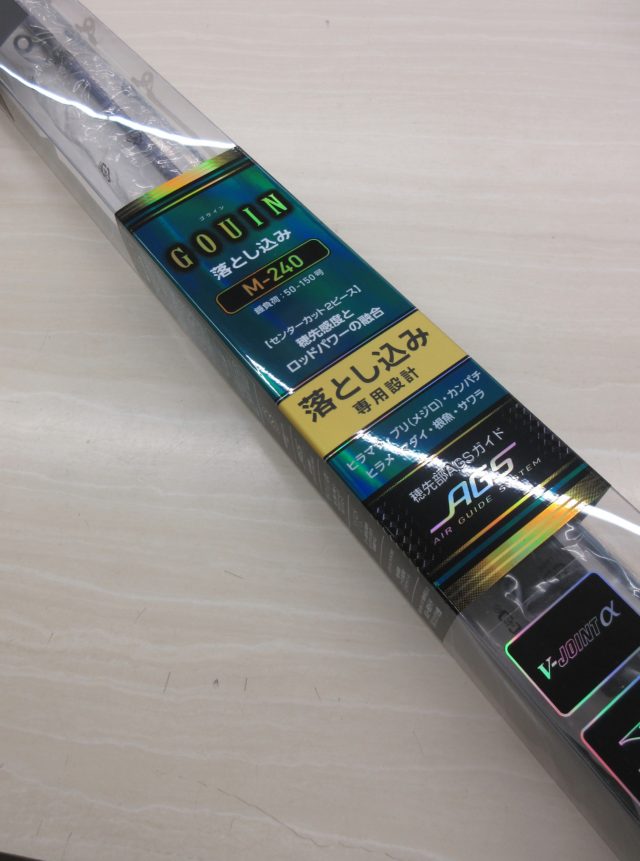 ゴウイン
GOUIN
落とし込み
M-240
錘負荷:50-150号
【センターカット2ピース】
穂先感度と
ロッドパワーの融合
落とし込み
専用設計
ヒラマサ・ブリ(メジロ)・カンパチ
ヒラメ・マダイ・根魚・サワラ
穂先部AGSガイド
AGS
AIR GUIDE SYSTEM
V-JOINT α